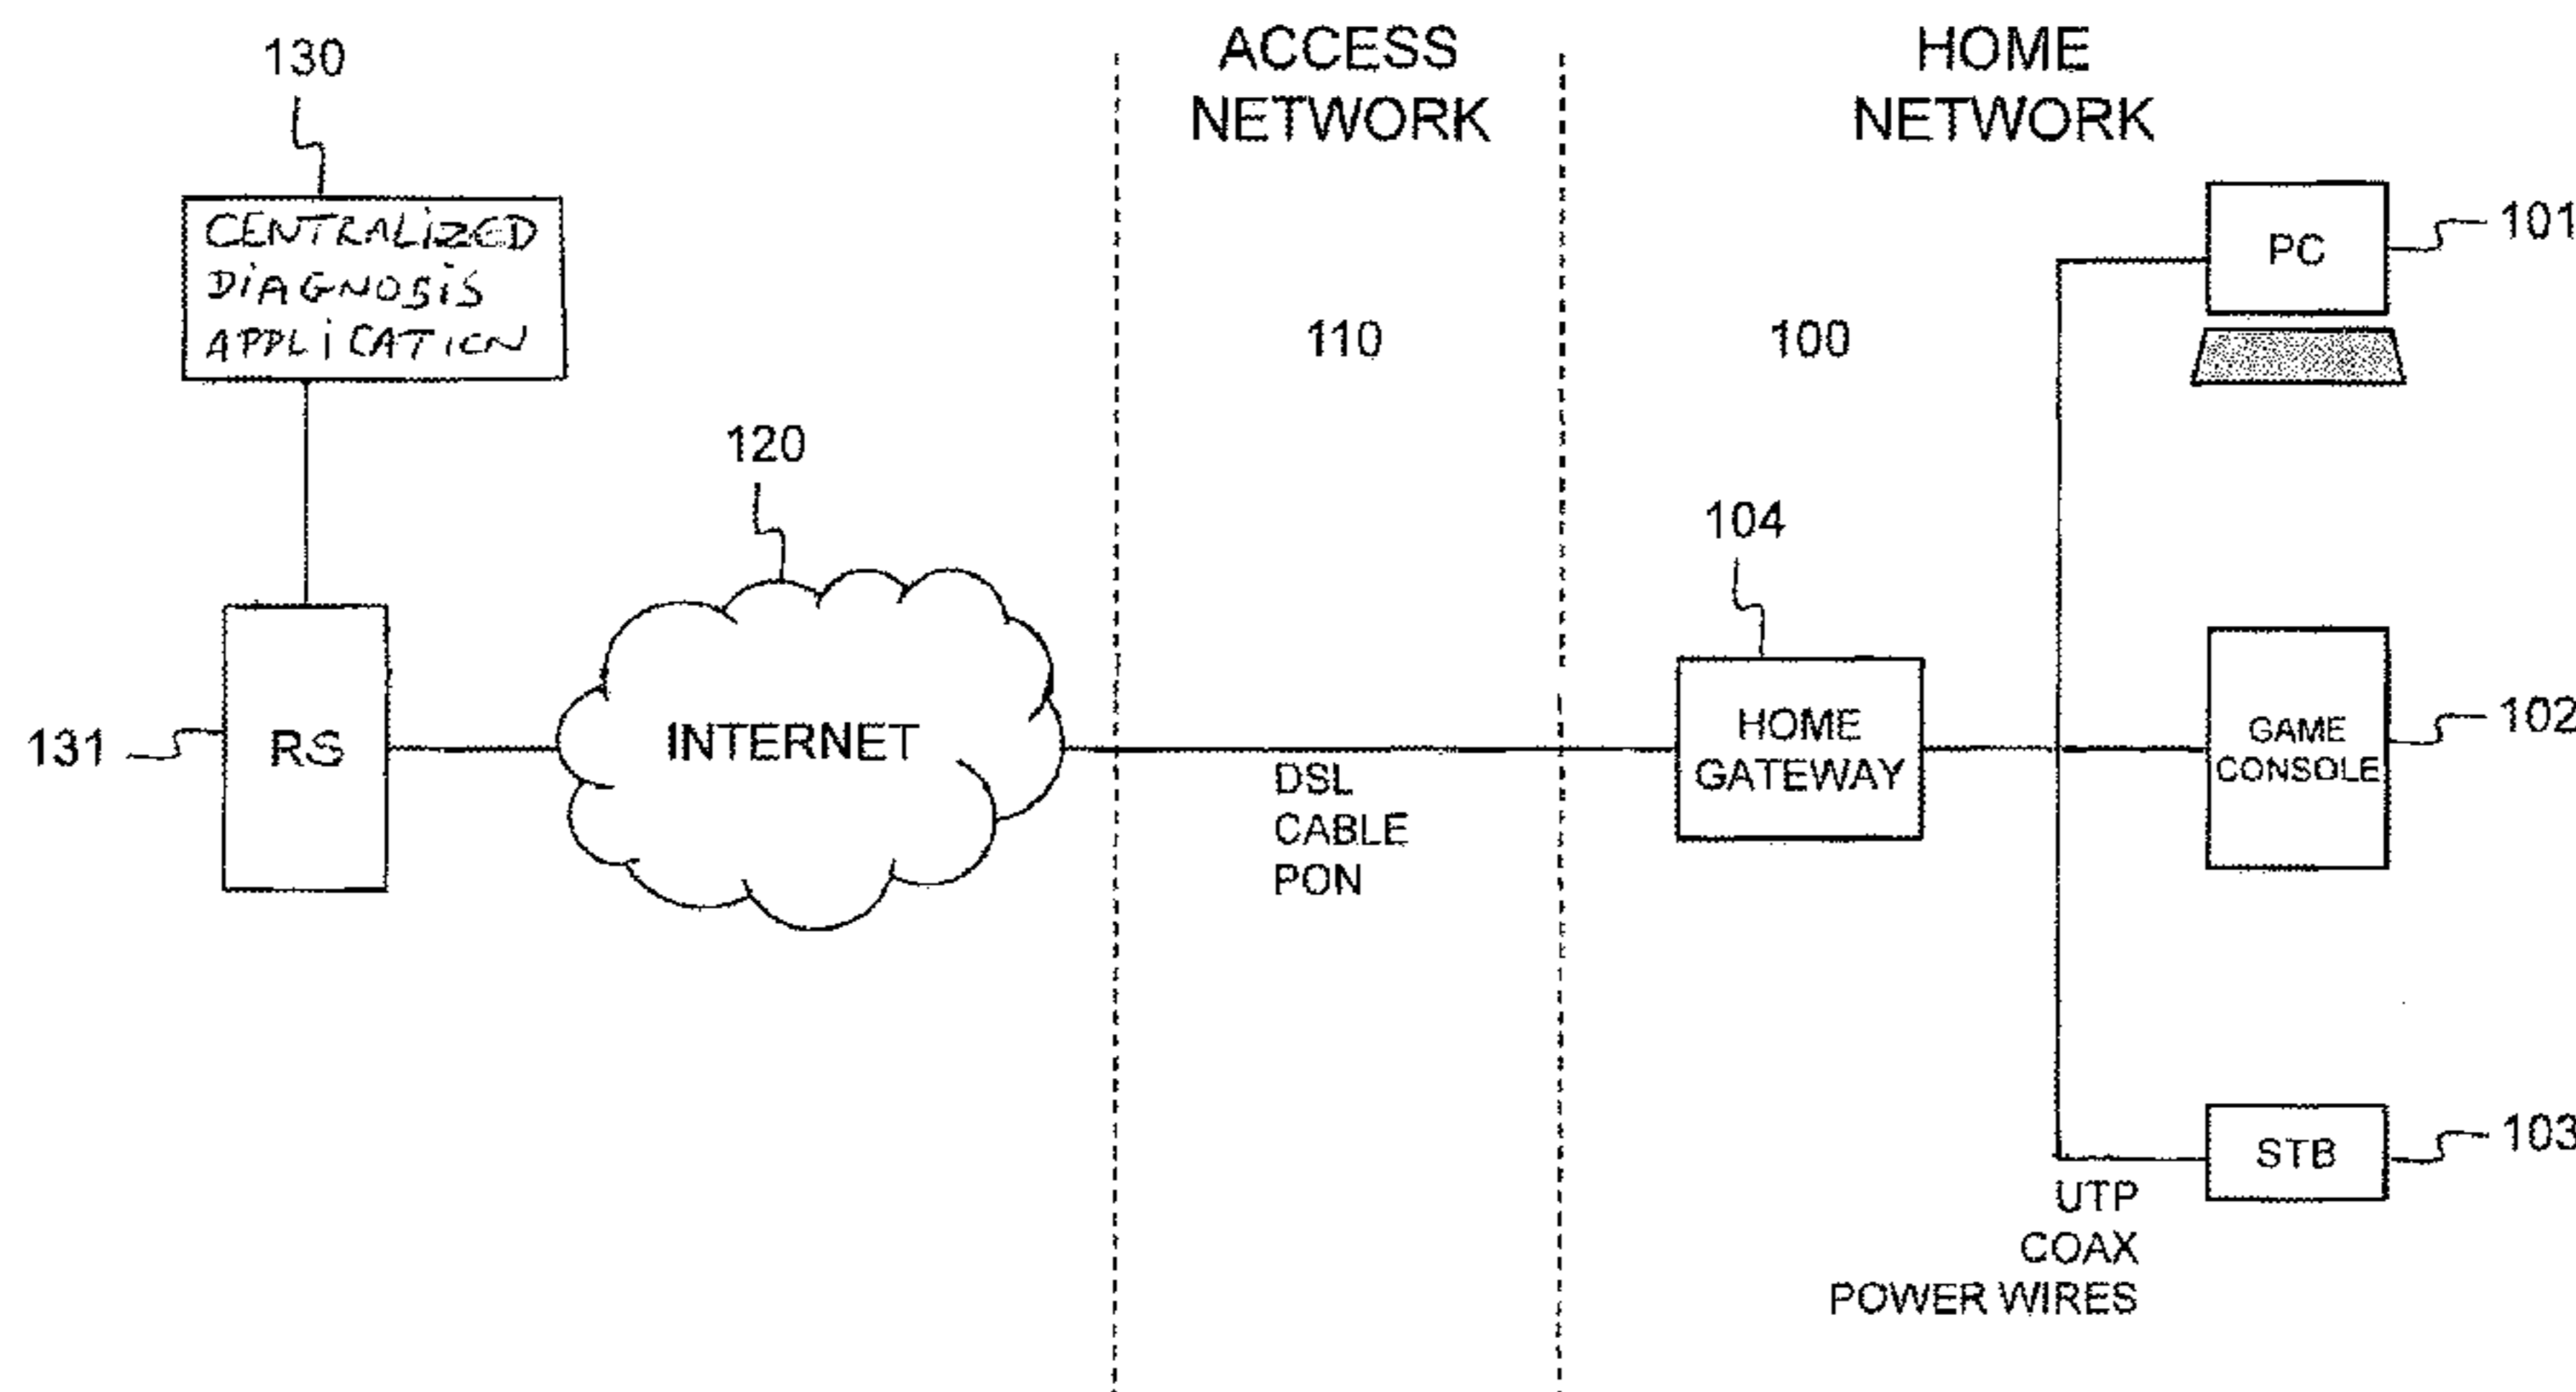 ACCESS
NETWORK
HOME
NETWORK
130
CENTRALIZED
DIAGNOSIS
APPLICATION
PC
101
110
100
120
104
131
RS
INTERNET
DSL
CABLE
PON
HOME
GATEWAY
GAME
CONSOLE
102
STB
103
UTP
COAX
POWER WIRES